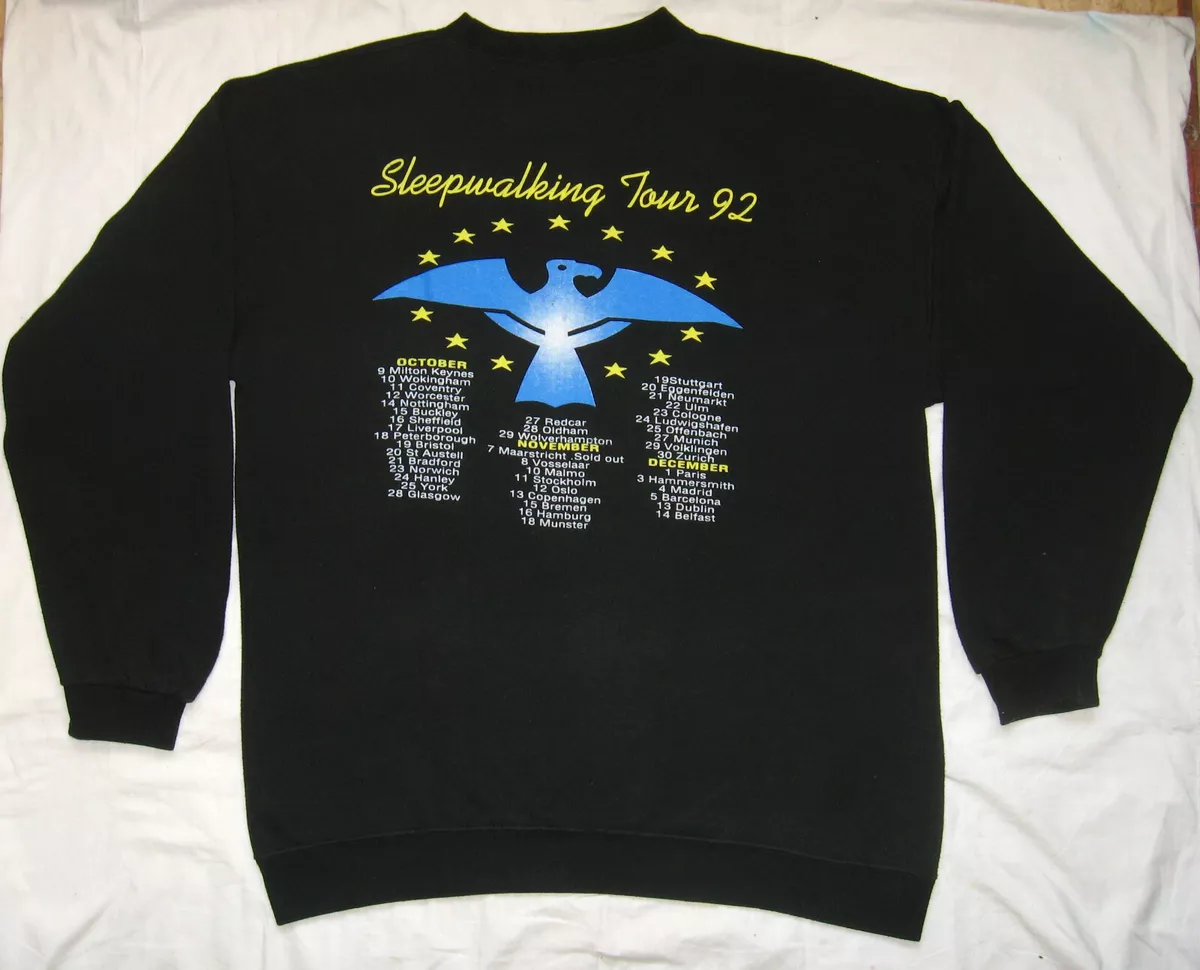 Sleepwalking Tour 92
OCTOBER
9 Milton Keynes
10 Wokingham
11 Coventry
12 Worcester
14 Nottingham
15 Buckley
16 Sheffield
17 Liverpool
18 Peterborough
19 Bristol
20 St Austell
21 Bradford
23 Norwich
24 Hanley
25 York
28 Glasgow
27 Redcar
28 Oldham
29 Wolverhampton
NOVEMBER
7 Maarstricht .Sold out
8 Vosselaar
10 Malmo
11 Stockholm
12 Oslo
13 Copenhagen
15 Bremen
16 Hamburg
18 Munster
19Stuttgart
20 Eggenfelden
21 Neumarkt
22 Ulm
23 Cologne
24 Ludwigshafen
25 Offenbach
27 Munich
29 Volklingen
30 Zurich
DECEMBER
1 Paris
3 Hammersmith
4 Madrid
5 Barcelona
13 Dublin
14 Belfast